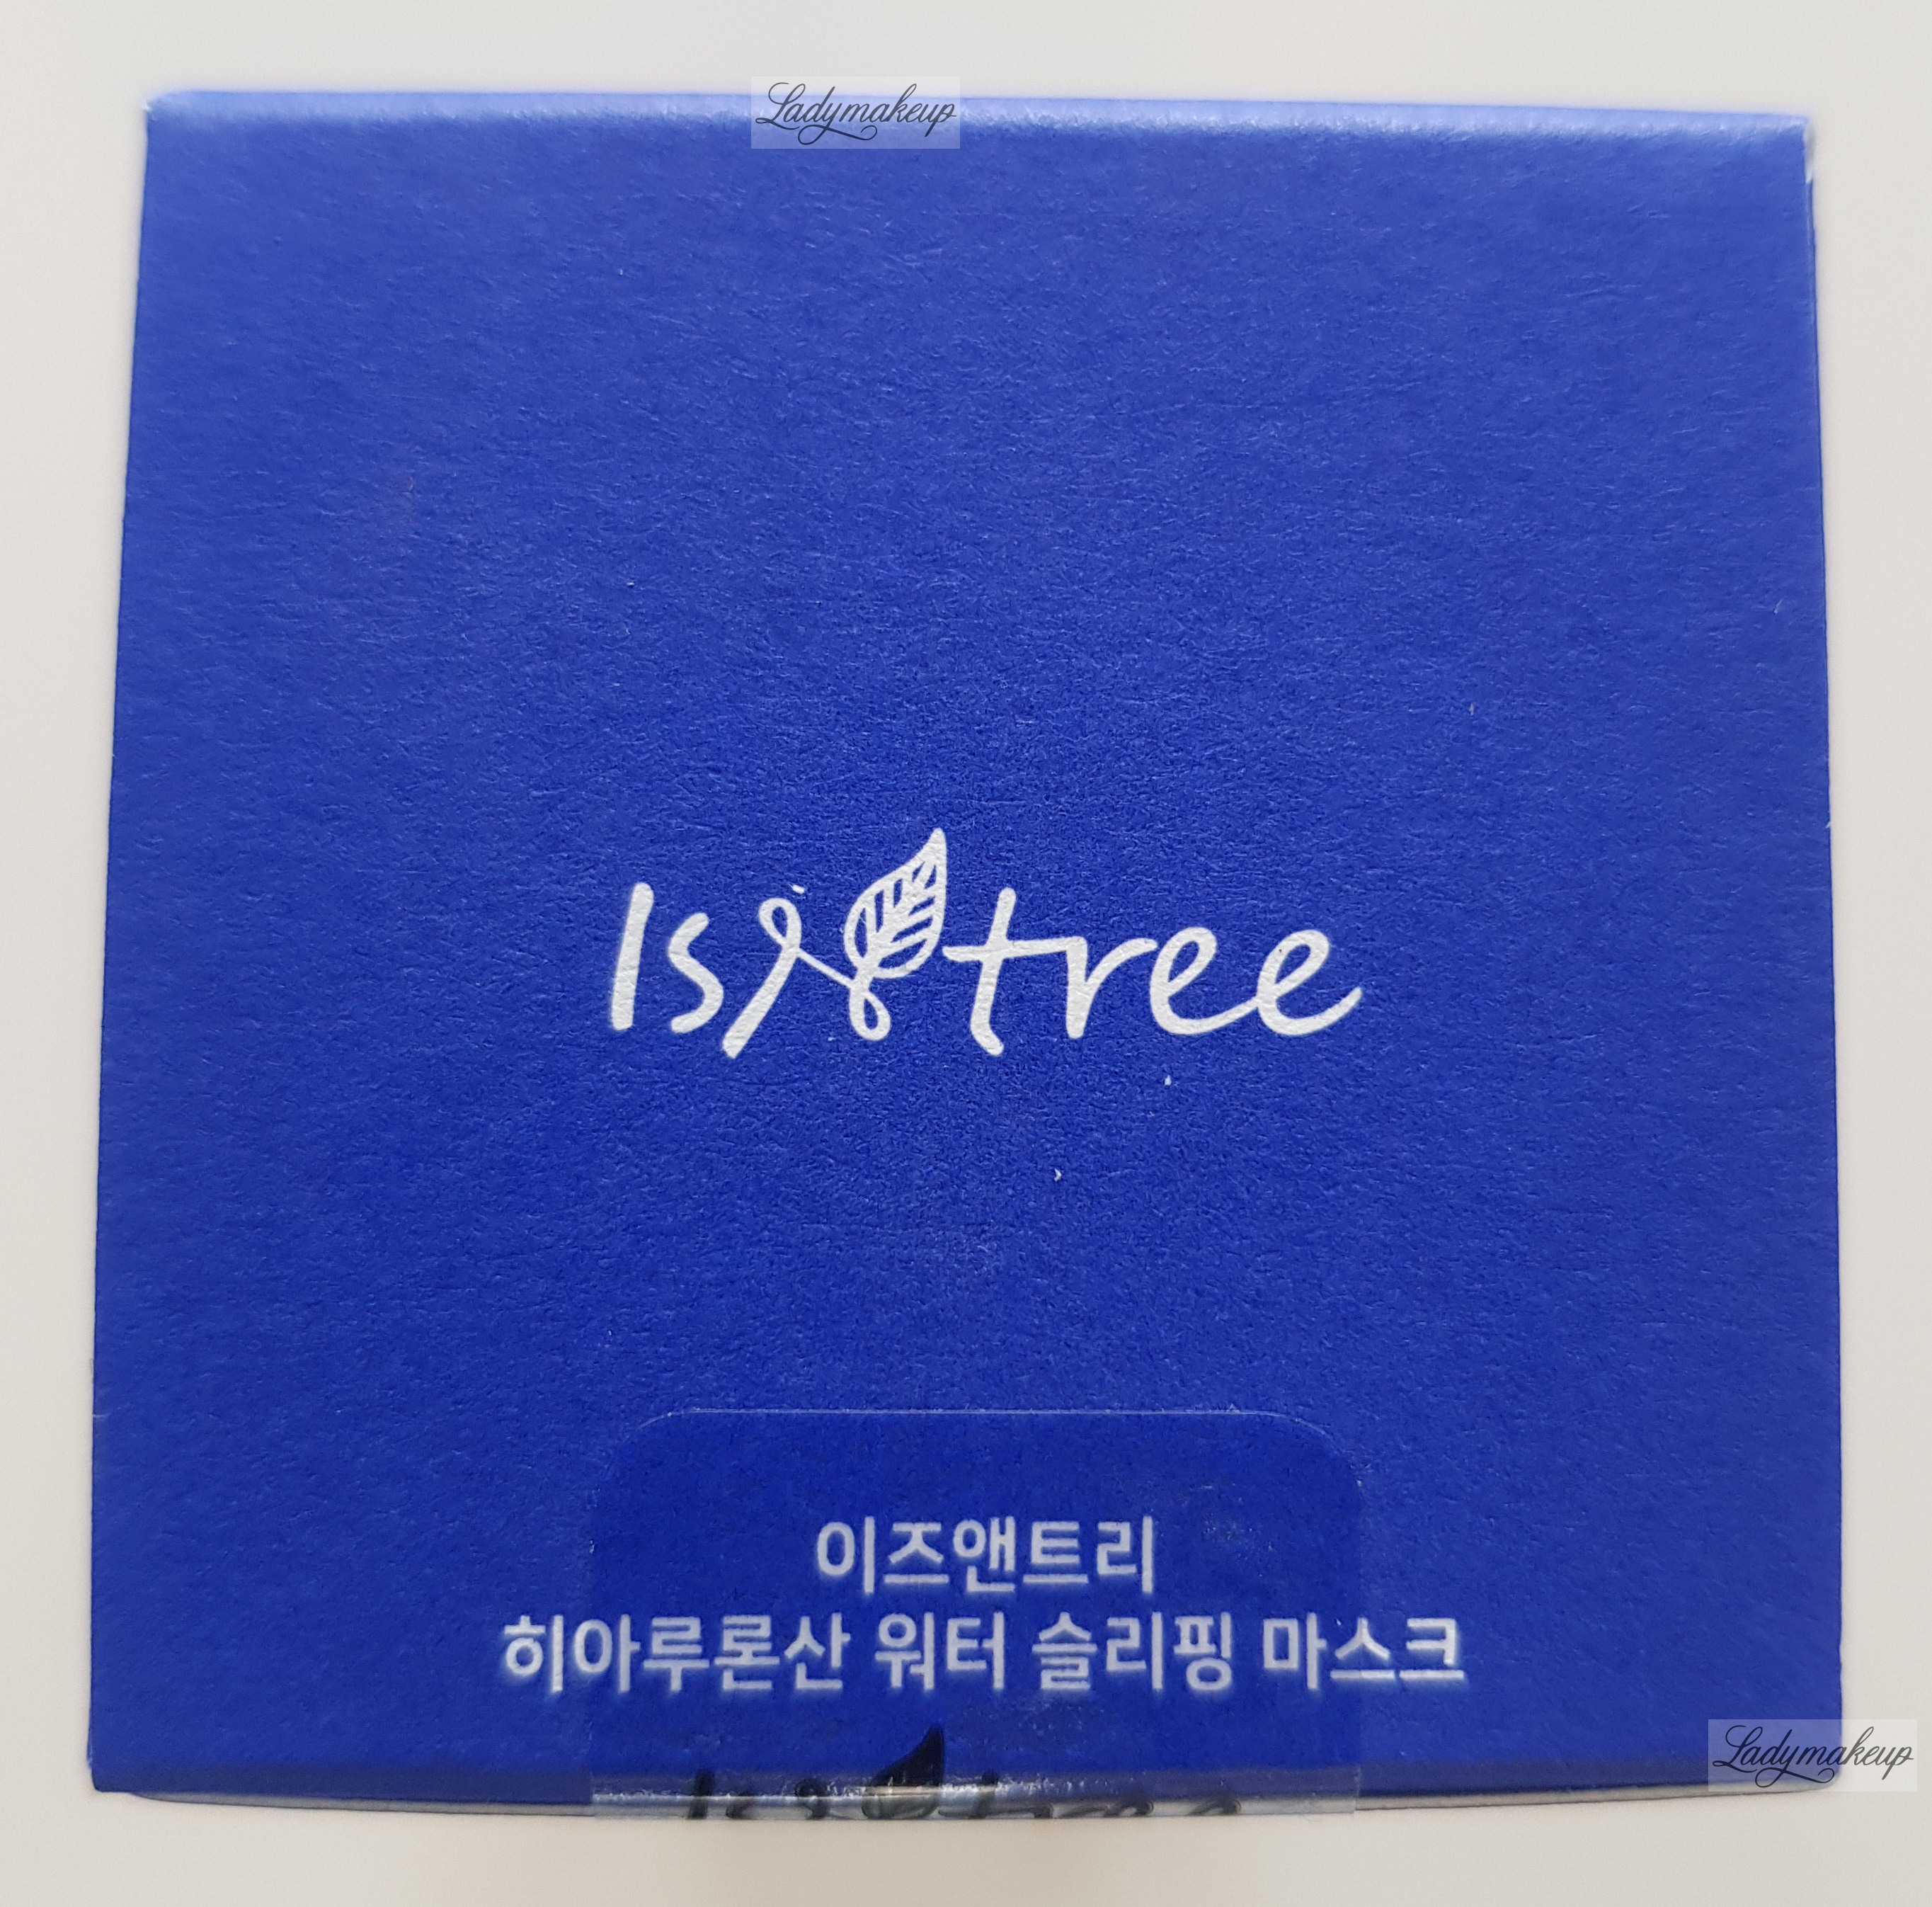 Ladymakeup
Isntree
이즈앤트리
히아루론산 워터 슬리핑 마스크
Isntree
Ladymakeup